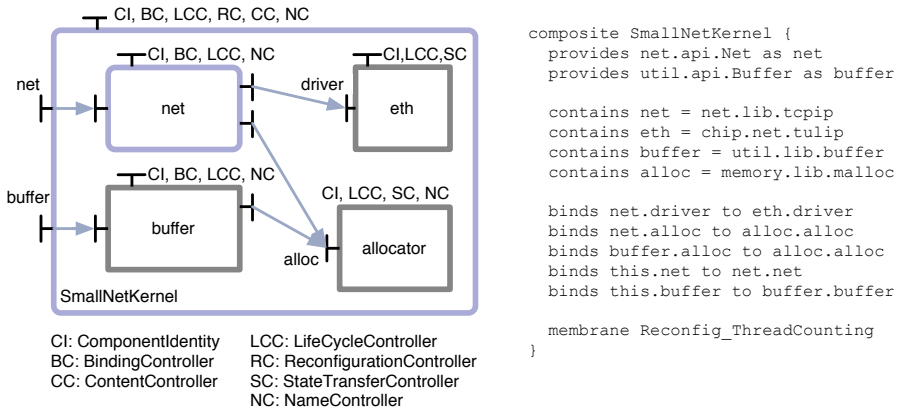 CI, BC, LCC, RC, CC, NC
CI, BC, LCC, NC
CI,LCC,SC
net
driver
net
eth
CI, BC, LCC, NC
CI, LCC, SC, NC
buffer
buffer
allocator
alloc
SmallNetKernel
CI: ComponentIdentity
BC: BindingController
CC: ContentController
LCC: LifeCycleController
RC: ReconfigurationController
SC: StateTransferController
NC: NameController
composite SmallNetKernel {
provides net.api.Net as net
provides util.api.Buffer as buffer
contains net = net.lib.tcpip
contains eth = chip.net.tulip
contains buffer = util.lib.buffer
contains alloc = memory.lib.malloc
binds net.driver to eth.driver
binds net.alloc to alloc.alloc
binds buffer.alloc to alloc.alloc
binds this.net to net.net
binds this.buffer to buffer.buffer
membrane Reconfig_ThreadCounting
}